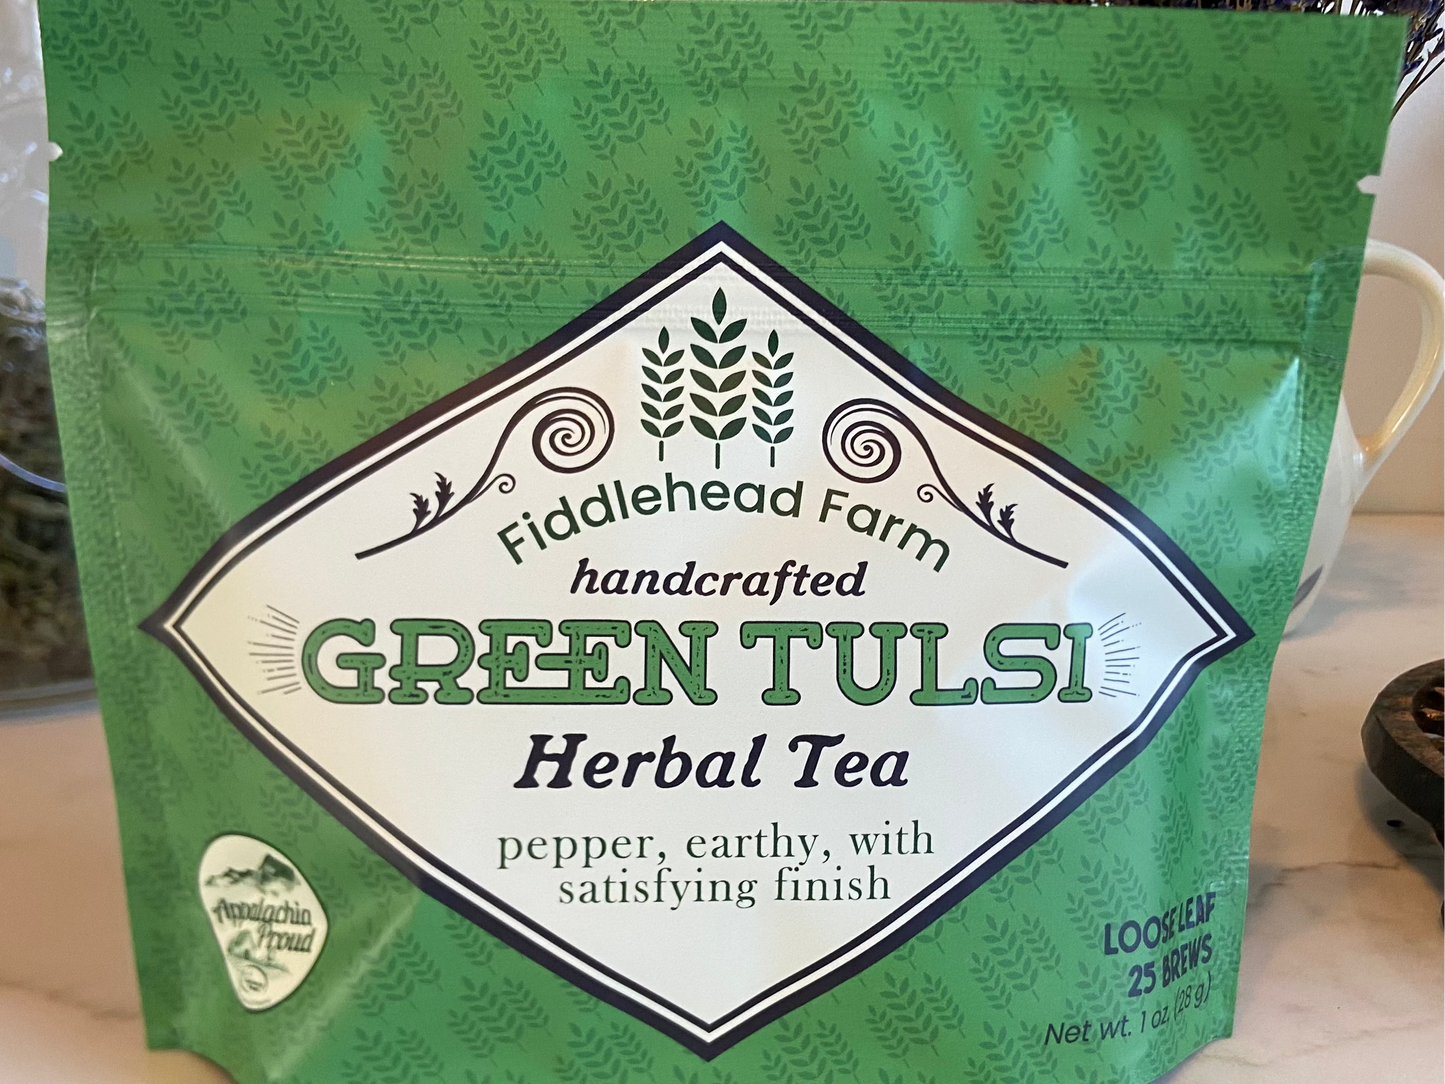 Fiddlehead Farm
handcrafted
GREEN TULSI
Herbal Tea
pepper, earthy, with
satisfying finish
Appalachia
Proud
LOOSE LEAF
25 BREWS
Net wt. 1 oz. (28 g)